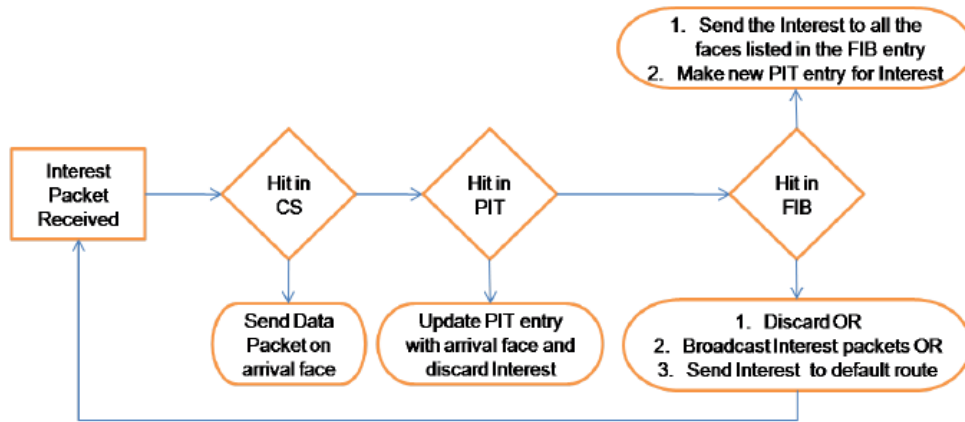 1. Send the Interest to all the
faces listed in the FIB entry
2. Make new PIT entry for Interest
Interest
Packet
Received
Hit in
CS
Hit in
PIT
Hit in
FIB
Send Data
Packet on
arrival face
Update PIT entry
with arrival face and
discard Interest
1. Discard OR
2. Broadcast Interest packets OR
3. Send Interest to default route